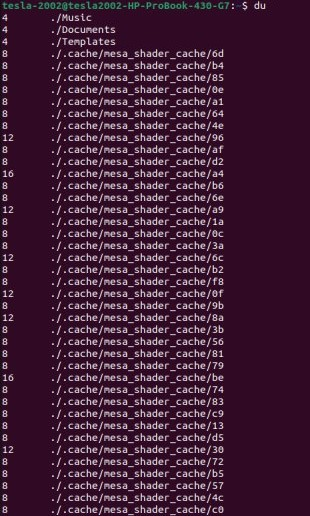 tesla-2002@tesla2002-HP-ProBook-430-G7:~$ du
4 ./Music
4 ./Documents
4 ./Templates
8 ./.cache/mesa_shader_cache/6d
8 ./.cache/mesa_shader_cache/b4
8 ./.cache/mesa_shader_cache/85
8 ./.cache/mesa_shader_cache/0e
8 ./.cache/mesa_shader_cache/a1
8 ./.cache/mesa_shader_cache/64
8 ./.cache/mesa_shader_cache/4e
12 ./.cache/mesa_shader_cache/96
8 ./.cache/mesa_shader_cache/af
8 ./.cache/mesa_shader_cache/d2
16 ./.cache/mesa_shader_cache/a4
8 ./.cache/mesa_shader_cache/b6
8 ./.cache/mesa_shader_cache/6e
12 ./.cache/mesa_shader_cache/a9
8 ./.cache/mesa_shader_cache/1a
8 ./.cache/mesa_shader_cache/0c
8 ./.cache/mesa_shader_cache/3a
12 ./.cache/mesa_shader_cache/6c
8 ./.cache/mesa_shader_cache/b2
8 ./.cache/mesa_shader_cache/f8
12 ./.cache/mesa_shader_cache/0f
8 ./.cache/mesa_shader_cache/9b
12 ./.cache/mesa_shader_cache/8a
8 ./.cache/mesa_shader_cache/3b
8 ./.cache/mesa_shader_cache/56
8 ./.cache/mesa_shader_cache/81
8 ./.cache/mesa_shader_cache/79
16 ./.cache/mesa_shader_cache/be
8 ./.cache/mesa_shader_cache/74
8 ./.cache/mesa_shader_cache/83
8 ./.cache/mesa_shader_cache/c9
8 ./.cache/mesa_shader_cache/13
8 ./.cache/mesa_shader_cache/d5
12 ./.cache/mesa_shader_cache/30
8 ./.cache/mesa_shader_cache/72
8 ./.cache/mesa_shader_cache/b5
8 ./.cache/mesa_shader_cache/57
8 ./.cache/mesa_shader_cache/4c
8 ./.cache/mesa_shader_cache/c0